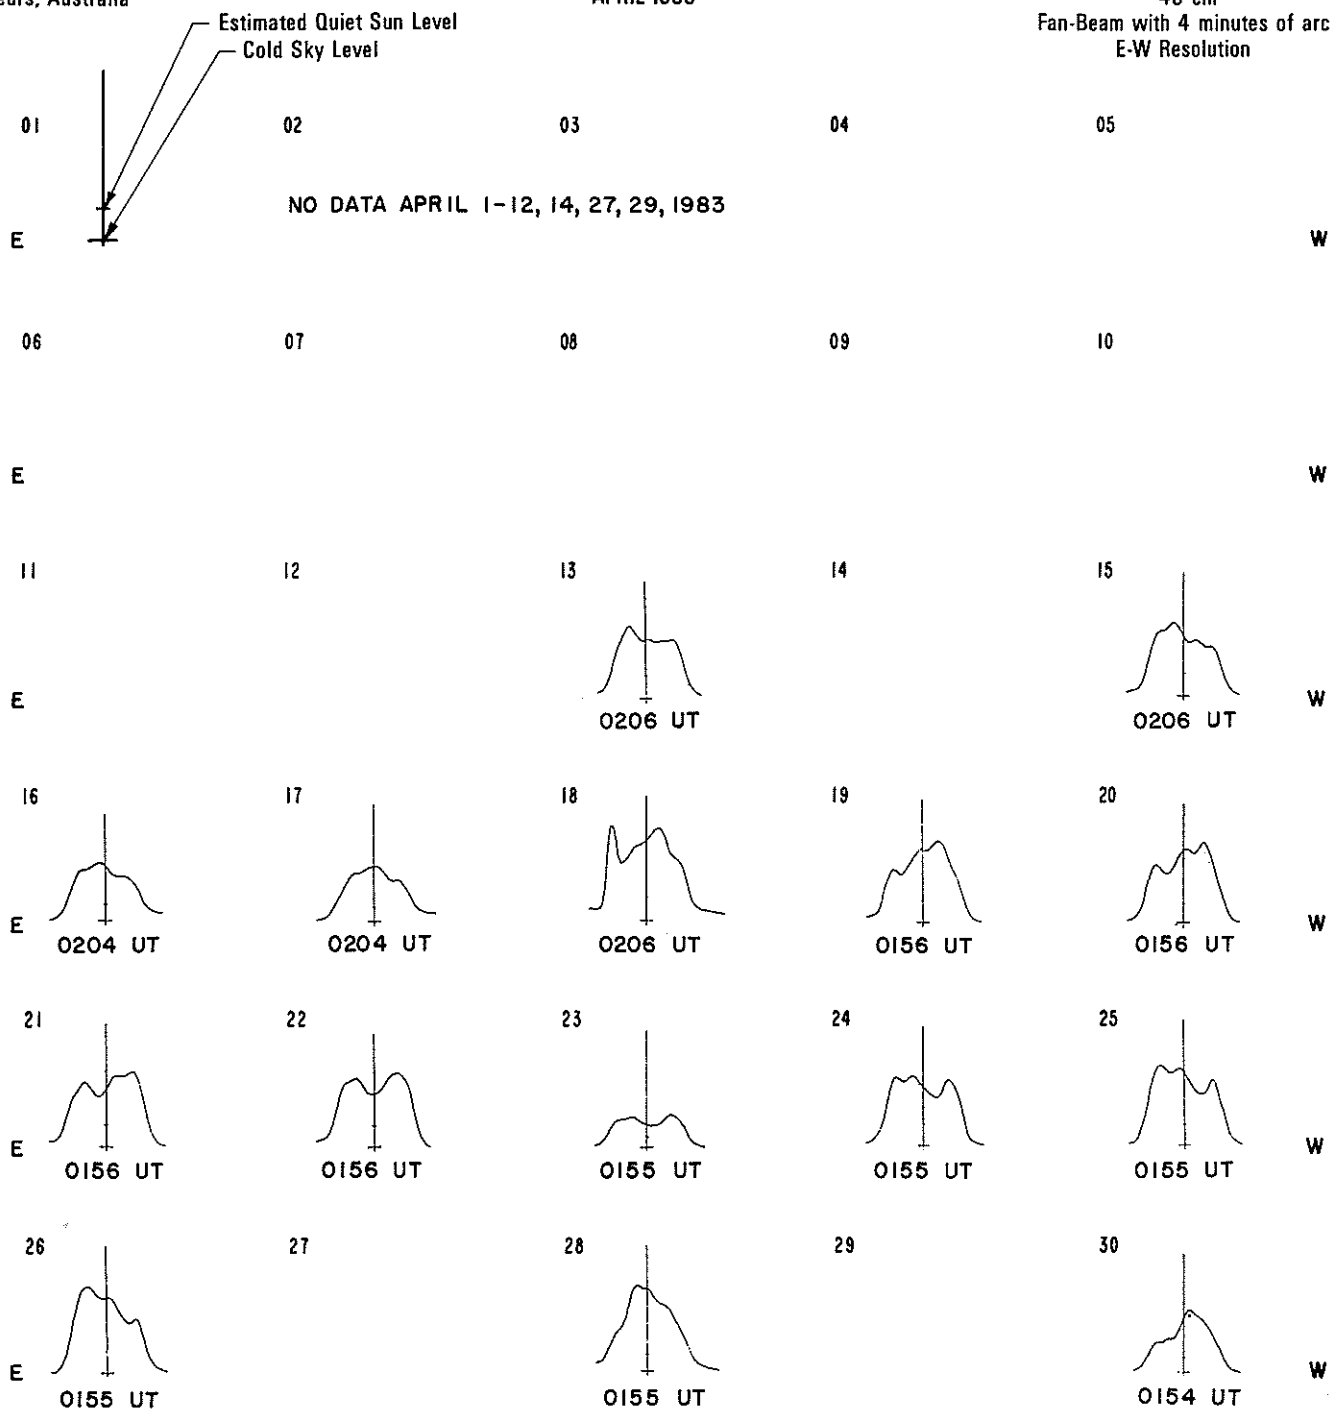 Australia
Estimated Quiet Sun Level
Cold Sky Level
Fan-Beam with 4 minutes of arc
E-W Resolution
01 02 03 04 05
NO DATA APRIL 1-12, 14, 27, 29, 1983
E W
06 07 08 09 10
E W
11 12 13 14 15
E W
0206 UT 0206 UT
16 17 18 19 20
E W
0204 UT 0204 UT 0206 UT 0156 UT 0156 UT
21 22 23 24 25
E W
0156 UT 0156 UT 0155 UT 0155 UT 0155 UT
26 27 28 29 30
E W
0155 UT 0155 UT 0154 UT